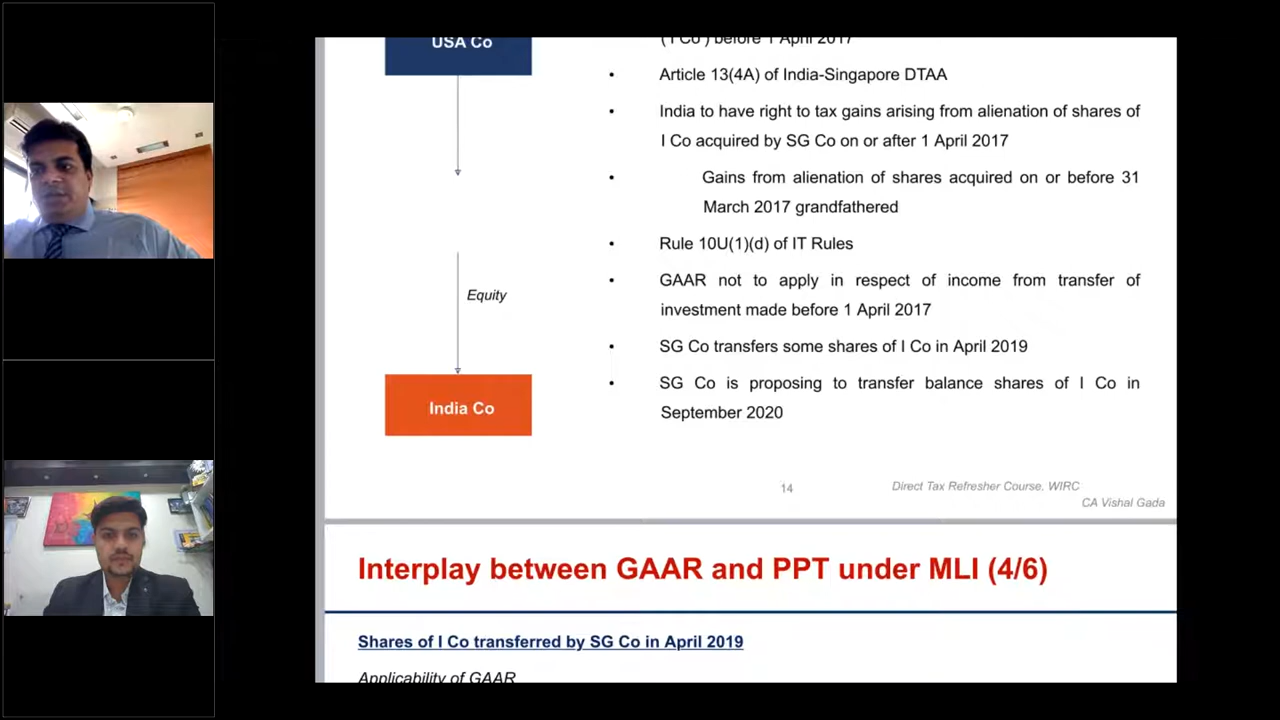 USA Co
('I Co') before 1 April 2017
• Article 13(4A) of India-Singapore DTAA
• India to have right to tax gains arising from alienation of shares of
I Co acquired by SG Co on or after 1 April 2017
• Gains from alienation of shares acquired on or before 31
March 2017 grandfathered
• Rule 10U(1)(d) of IT Rules
• GAAR not to apply in respect of income from transfer of
investment made before 1 April 2017
Equity
• SG Co transfers some shares of I Co in April 2019
• SG Co is proposing to transfer balance shares of I Co in
September 2020
India Co
14
Direct Tax Refresher Course. WIRC
CA Vishal Gada
Interplay between GAAR and PPT under MLI (4/6)
Shares of I Co transferred by SG Co in April 2019
Applicability of GAAR